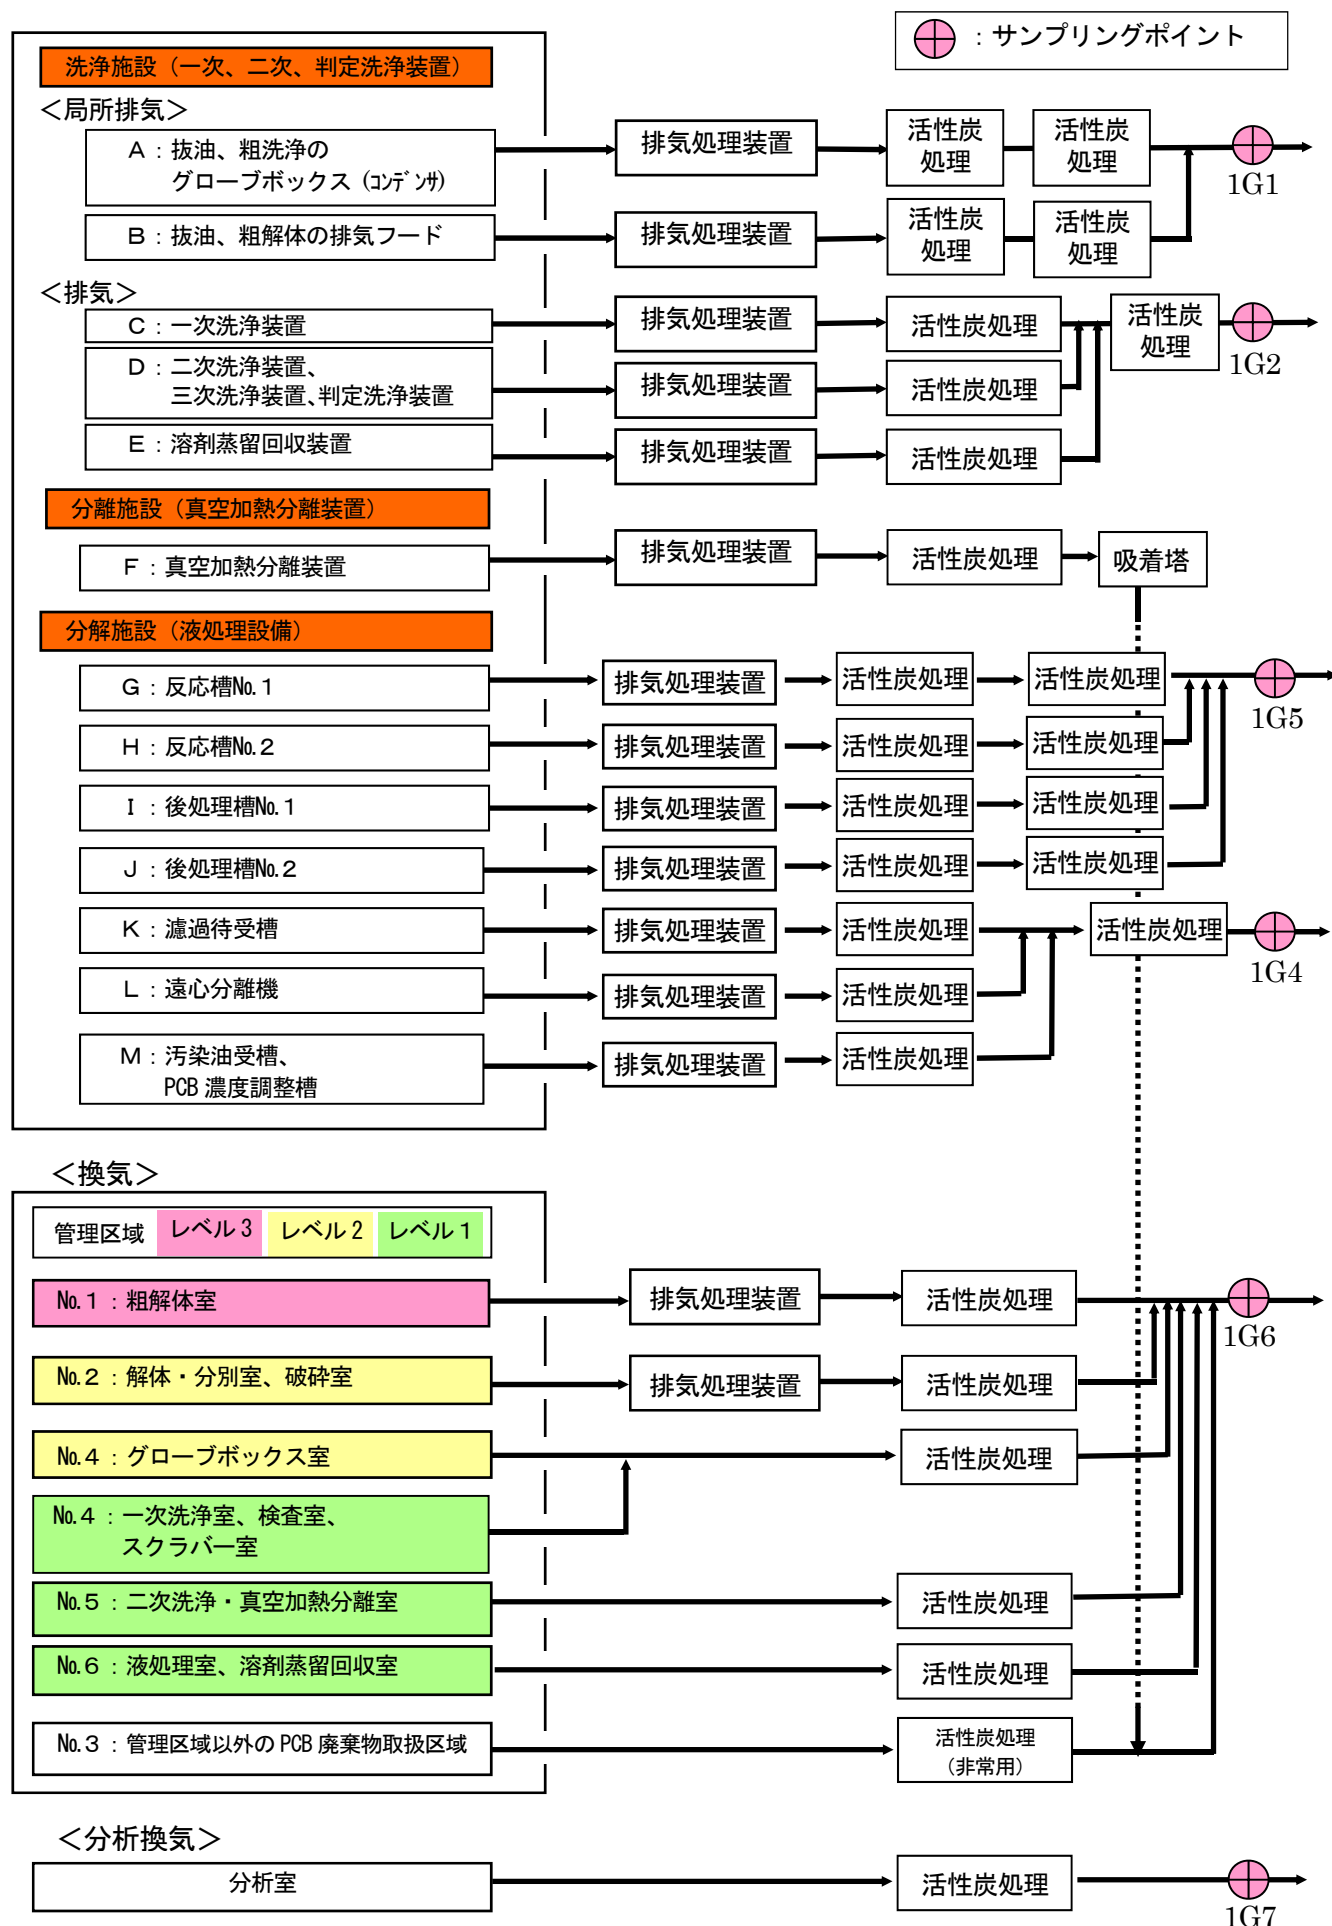 ：サンプリングポイント
洗浄施設（一次、二次、判定洗浄装置）
＜局所排気＞
Ａ：抜油、粗洗浄の
グローブボックス（ｺﾝﾃﾞﾝｻ）
排気処理装置
活性炭
処理
活性炭
処理
1G1
Ｂ：抜油、粗解体の排気フード
排気処理装置
活性炭
処理
活性炭
処理
＜排気＞
Ｃ：一次洗浄装置
排気処理装置
活性炭処理
活性炭
処理
1G2
Ｄ：二次洗浄装置、
三次洗浄装置、判定洗浄装置
排気処理装置
活性炭処理
Ｅ：溶剤蒸留回収装置
排気処理装置
活性炭処理
分離施設（真空加熱分離装置）
Ｆ：真空加熱分離装置
排気処理装置
活性炭処理
吸着塔
分解施設（液処理設備）
Ｇ：反応槽№1
排気処理装置
活性炭処理
活性炭処理
1G5
Ｈ：反応槽№2
排気処理装置
活性炭処理
活性炭処理
Ｉ：後処理槽№1
排気処理装置
活性炭処理
活性炭処理
Ｊ：後処理槽№2
排気処理装置
活性炭処理
活性炭処理
Ｋ：濾過待受槽
排気処理装置
活性炭処理
活性炭処理
1G4
Ｌ：遠心分離機
排気処理装置
活性炭処理
Ｍ：汚染油受槽、
PCB 濃度調整槽
排気処理装置
活性炭処理
＜換気＞
管理区域 レベル3 レベル2 レベル1
№1：粗解体室
排気処理装置
活性炭処理
1G6
№2：解体・分別室、破砕室
排気処理装置
活性炭処理
№4：グローブボックス室
活性炭処理
№4：一次洗浄室、検査室、
スクラバー室
№5：二次洗浄・真空加熱分離室
活性炭処理
№6：液処理室、溶剤蒸留回収室
活性炭処理
№3：管理区域以外の PCB 廃棄物取扱区域
活性炭処理
（非常用）
＜分析換気＞
分析室
活性炭処理
1G7